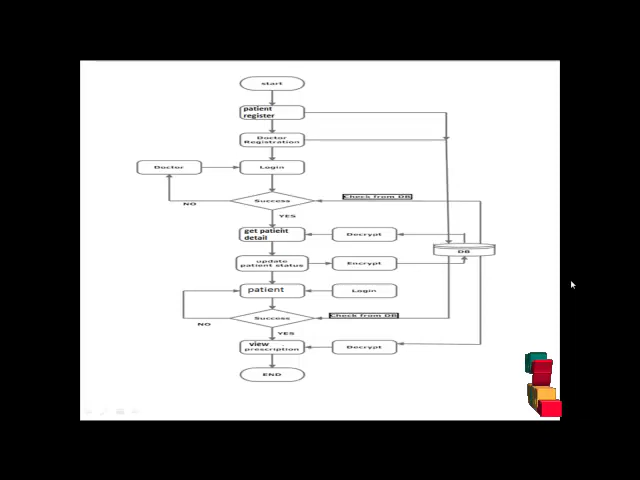 start
patient
register
Doctor
Registration
Doctor
Login
Success
Check from DB
NO
YES
get patient
detail
Decrypt
DB
update
patient status
Encrypt
patient
Login
Success
Check from DB
NO
YES
view
prescription
Decrypt
END